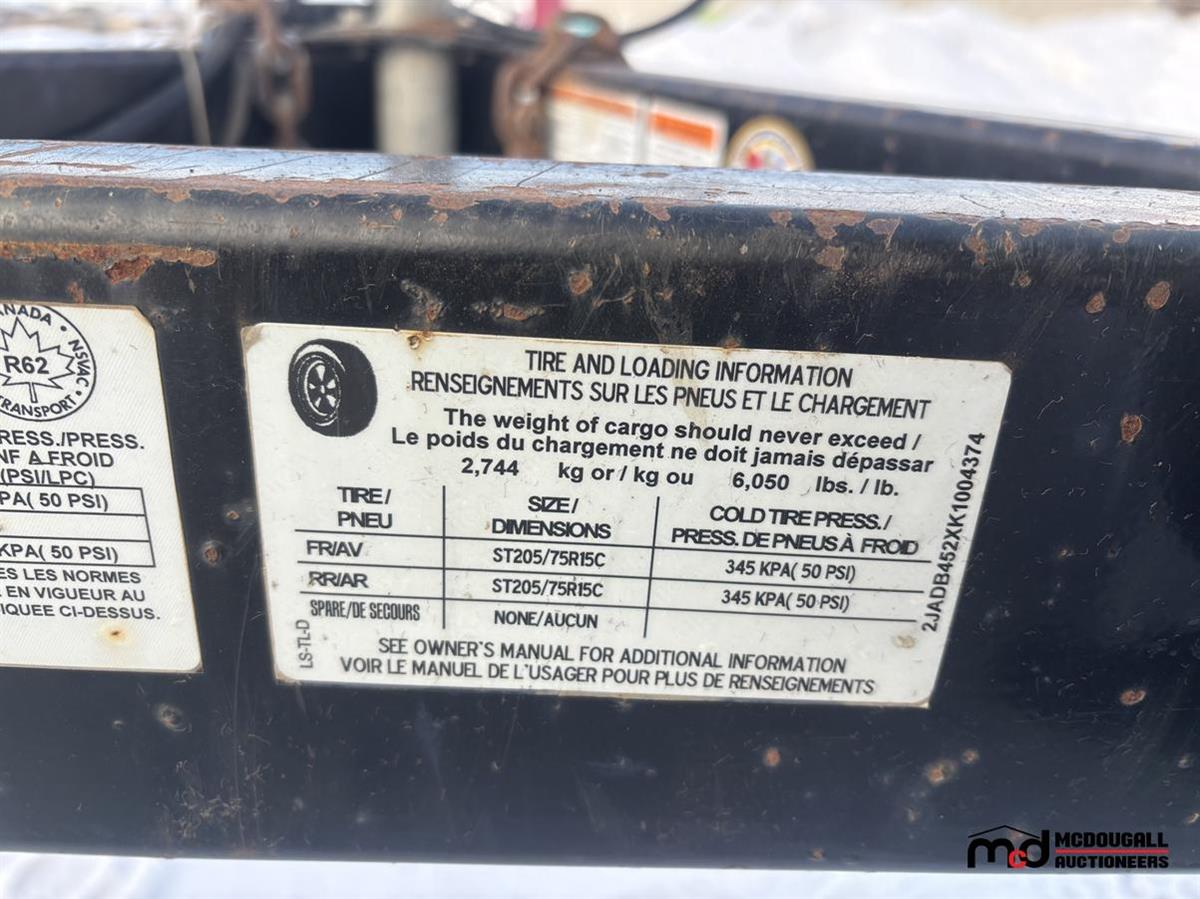 CANADA
NSVAC
R62
TRANSPORT
PRESS./PRESS.
NF A FROID
(PSI/LPC)
KPA( 50 PSI)
KPA( 50 PSI)
ES LES NORMES
EN VIGUEUR AU
IQUEE CI-DESSUS.
TIRE AND LOADING INFORMATION
RENSEIGNEMENTS SUR LES PNEUS ET LE CHARGEMENT
The weight of cargo should never exceed /
Le poids du chargement ne doit jamais dépassar
2,744 kg or / kg ou 6,050 lbs. / lb.
TIRE / PNEU
SIZE / DIMENSIONS
COLD TIRE PRESS. / PRESS. DE PNEUS À FROID
FR/AV ST205/75R15C 345 KPA( 50 PSI)
RR/AR ST205/75R15C 345 KPA( 50 PSI)
SPARE/DE SECOURS NONE/AUCUN
SEE OWNER'S MANUAL FOR ADDITIONAL INFORMATION
VOIR LE MANUEL DE L'USAGER POUR PLUS DE RENSEIGNEMENTS
LS-TL-D
2JADB452XK1004374
mcd MCDOUGALL
AUCTIONEERS